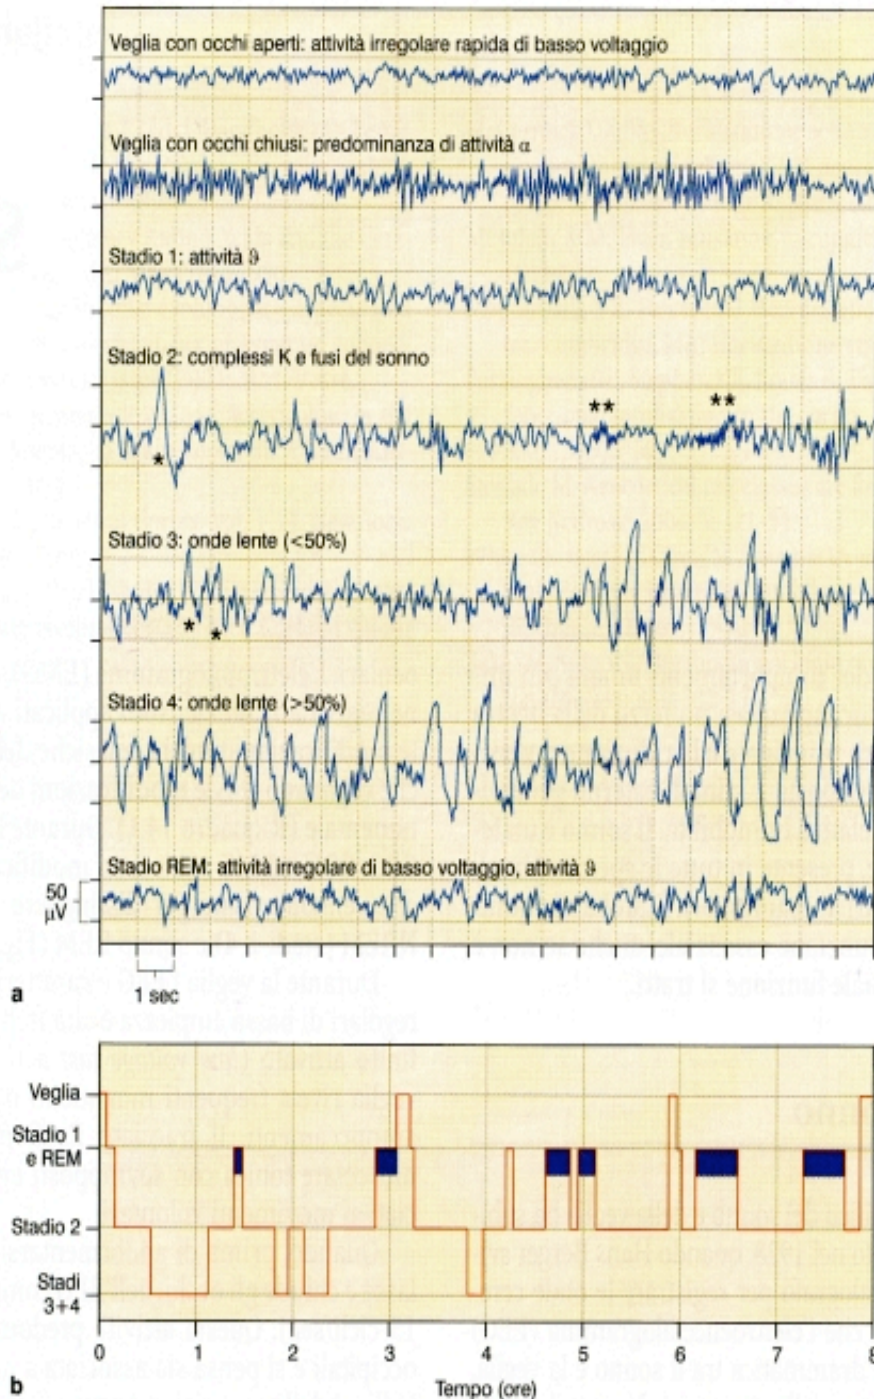 Veglia con occhi aperti: attività irregolare rapida di basso voltaggio
Veglia con occhi chiusi: predominanza di attività α
Stadio 1: attività ϑ
Stadio 2: complessi K e fusi del sonno
**
**
*
Stadio 3: onde lente (<50%)
*
*
Stadio 4: onde lente (>50%)
Stadio REM: attività irregolare di basso voltaggio, attività ϑ
50
μV
1 sec
a
Veglia
Stadio 1
e REM
Stadio 2
Stadi
3+4
0 1 2 3 4 5 6 7 8
Tempo (ore)
b